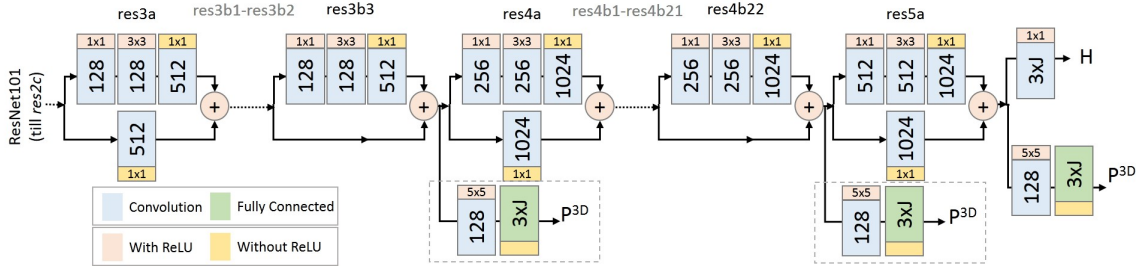 res3a
res3b1-res3b2
res3b3
res4a
res4b1-res4b21
res4b22
res5a
ResNet101
(till res2c)
1x1 3x3 1x1
128 128 512
512
1x1
+
1x1 3x3 1x1
128 128 512
+
1x1 3x3 1x1
256 256 1024
1024
1x1
+
1x1 3x3 1x1
256 256 1024
+
1x1 3x3 1x1
512 512 1024
1024
1x1
+
1x1
3xJ
H
5x5
128 3xJ
P3D
5x5
128 3xJ
P3D
5x5
128 3xJ
P3D
Convolution
Fully Connected
With ReLU
Without ReLU